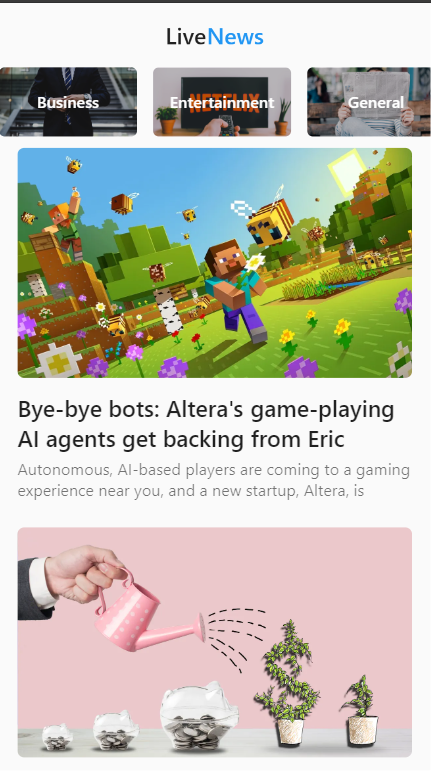 LiveNews
Business
Entertainment
General
NETFLIX
Bye-bye bots: Altera's game-playing
AI agents get backing from Eric
Autonomous, AI-based players are coming to a gaming
experience near you, and a new startup, Altera, is